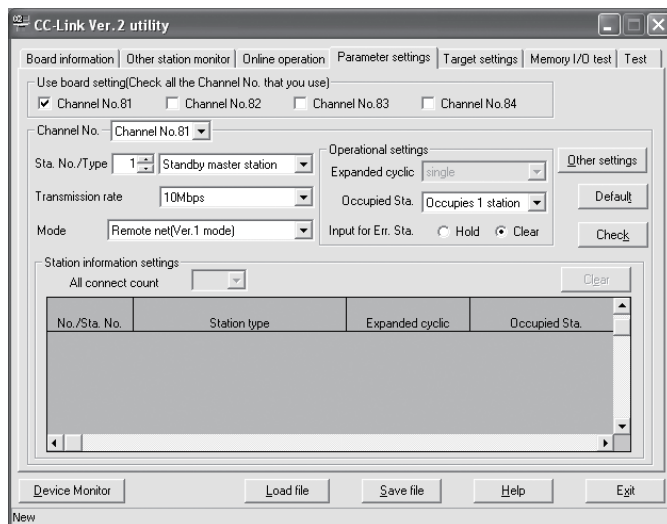 CC-Link Ver.2 utility
Board information Other station monitor Online operation Parameter settings Target settings Memory I/O test Test
Use board setting(Check all the Channel No. that you use)
Channel No.81 Channel No.82 Channel No.83 Channel No.84
Channel No. Channel No.81
Operational settings
Sta. No./Type 1 Standby master station
Expanded cyclic single
Other settings
Transmission rate 10Mbps
Occupied Sta. Occupies 1 station
Default
Mode Remote net(Ver.1 mode)
Input for Err. Sta. Hold Clear
Check
Station information settings
All connect count
Clear
No./Sta. No. Station type Expanded cyclic Occupied Sta.
Device Monitor Load file Save file Help Exit
New